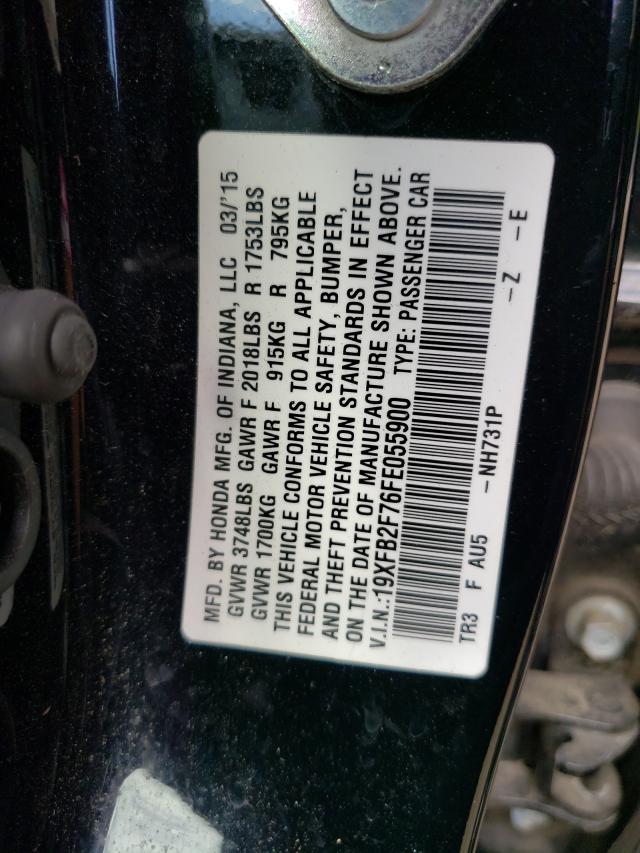 MFD. BY HONDA MFG. OF INDIANA, LLC 03/'15
GVWR 3748LBS GAWR F 2018LBS R 1753LBS
GVWR 1700KG GAWR F 915KG R 795KG
THIS VEHICLE CONFORMS TO ALL APPLICABLE
FEDERAL MOTOR VEHICLE SAFETY, BUMPER,
AND THEFT PREVENTION STANDARDS IN EFFECT
ON THE DATE OF MANUFACTURE SHOWN ABOVE.
V.I.N.:19XFB2F76FE055900 TYPE: PASSENGER CAR
TR3 F AU5 -NH731P -Z -E